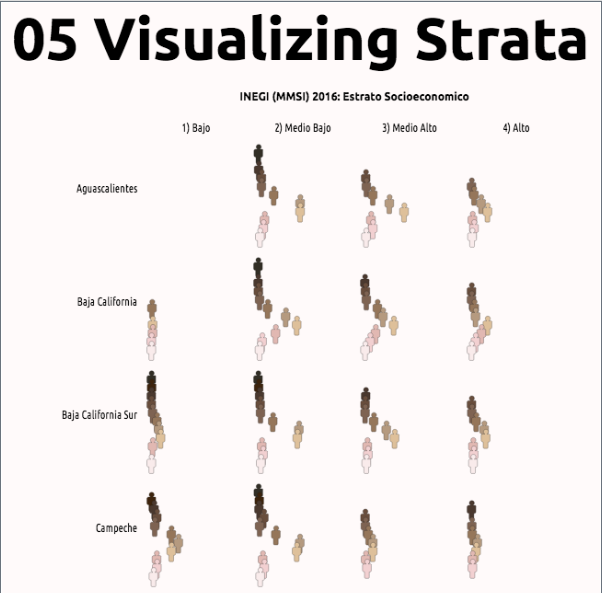 05 Visualizing Strata
INEGI (MMSI) 2016: Estrato Socioeconomico
1) Bajo 2) Medio Bajo 3) Medio Alto 4) Alto
Aguascalientes
Baja California
Baja California Sur
Campeche